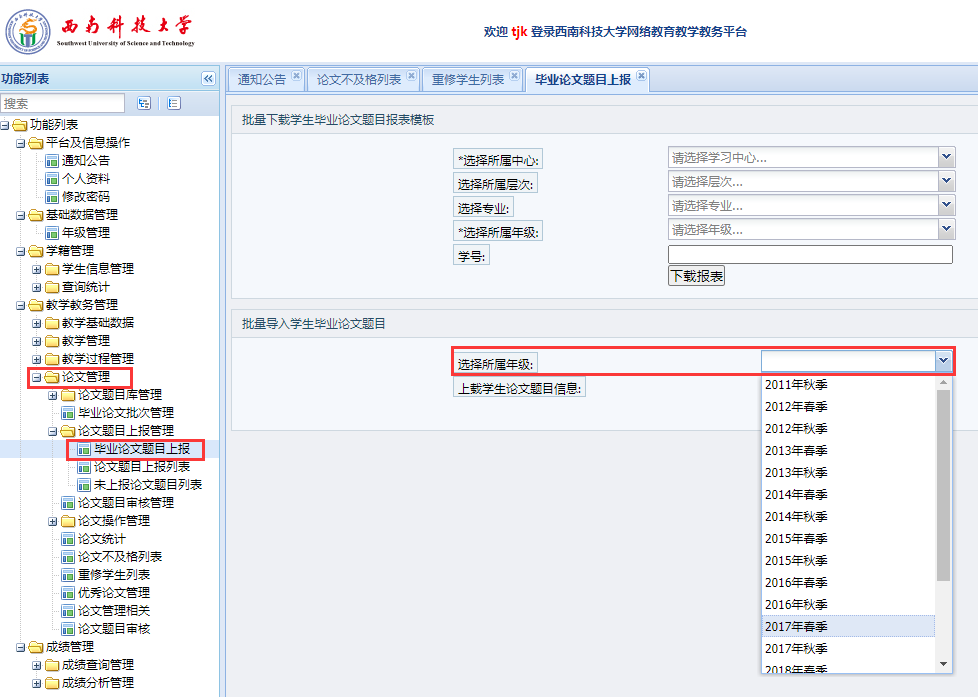 西南科技大学
Southwest University of Science and Technology
欢迎 tjk 登录西南科技大学网络教育教学教务平台
功能列表
搜索
功能列表
平台及信息操作
通知公告
个人资料
修改密码
基础数据管理
年级管理
学籍管理
学生信息管理
查询统计
教学教务管理
教学基础数据
教学管理
教学过程管理
论文管理
论文题目库管理
毕业论文批次管理
论文题目上报管理
毕业论文题目上报
论文题目上报列表
未上报论文题目列表
论文题目审核管理
论文操作管理
论文统计
论文不及格列表
重修学生列表
优秀论文管理
论文管理相关
论文题目审核
成绩管理
成绩查询管理
成绩分析管理
通知公告 论文不及格列表 重修学生列表 毕业论文题目上报
批量下载学生毕业论文题目报表模板
*选择所属中心: 请选择学习中心...
选择所属层次: 请选择层次...
选择专业: 请选择专业...
*选择所属年级: 请选择年级...
学号:
下载报表
批量导入学生毕业论文题目
选择所属年级:
上载学生论文题目信息:
2011年秋季
2012年春季
2012年秋季
2013年春季
2013年秋季
2014年春季
2014年秋季
2015年春季
2015年秋季
2016年春季
2016年秋季
2017年春季
2017年秋季
2018年春季